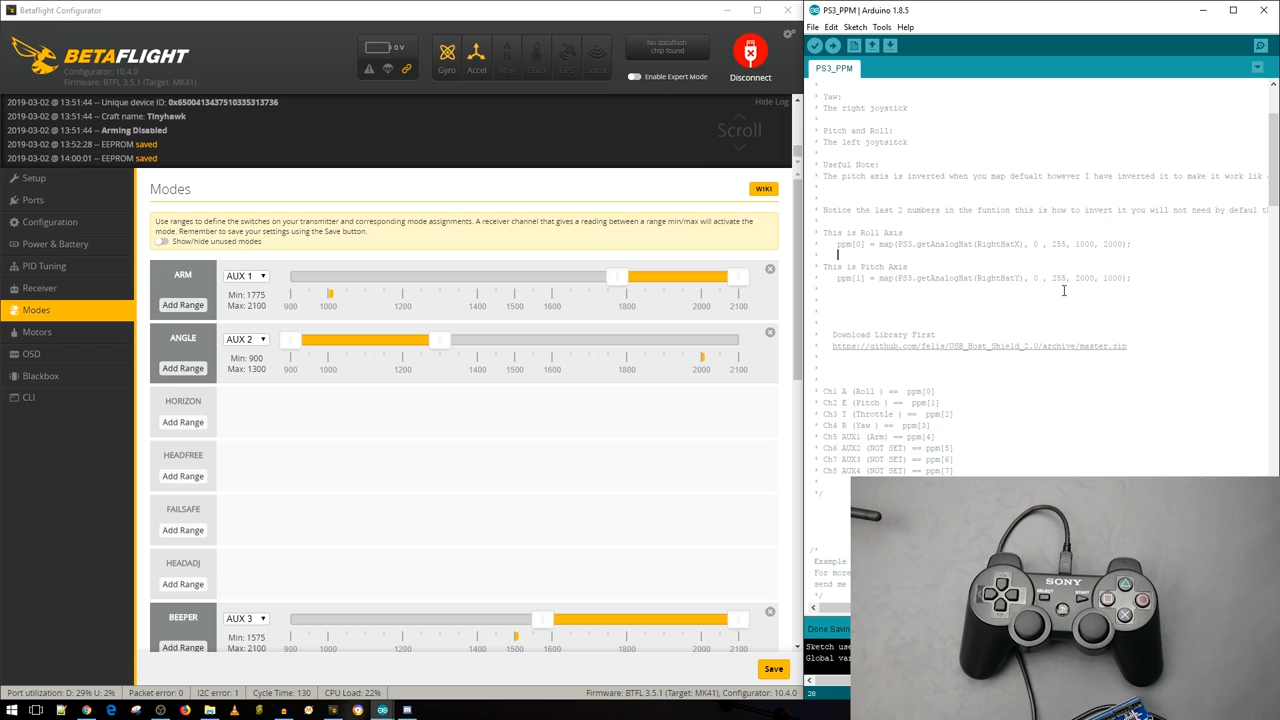 Betaflight Configurator
BETAFLIGHT
Configurator: 10.4.0
Firmware: BTFL 3.5.1 (Target: MK41)
0 V
Gyro
Accel
Mag
Baro
GPS
Sonar
No dataflash
chip found
Enable Expert Mode
Disconnect
2019-03-02 @ 13:51:44 -- Unique device ID: 0x6500413437510335313736
2019-03-02 @ 13:51:44 -- Craft name: Tinyhawk
2019-03-02 @ 13:51:44 -- Arming Disabled
2019-03-02 @ 13:52:28 -- EEPROM saved
2019-03-02 @ 14:00:01 -- EEPROM saved
Hide Log
Scroll
Setup
Ports
Configuration
Power & Battery
PID Tuning
Receiver
Modes
Motors
OSD
Blackbox
CLI
Modes
WIKI
Use ranges to define the switches on your transmitter and corresponding mode assignments. A receiver channel that gives a reading between a range min/max will activate the
mode. Remember to save your settings using the Save button.
Show/hide unused modes
ARM
AUX 1
Add Range
Min: 1775
Max: 2100
900 1000 1200 1400 1500 1600 1800 2000 2100
ANGLE
AUX 2
Add Range
Min: 900
Max: 1300
900 1000 1200 1400 1500 1600 1800 2000 2100
HORIZON
Add Range
HEADFREE
Add Range
FAILSAFE
Add Range
HEADADJ
Add Range
BEEPER
AUX 3
Add Range
Min: 1575
Max: 2100
900 1000 1200 1400 1500 1600 1800 2000 2100
Save
Port utilization: D: 29% U: 2%
Packet error: 0
I2C error: 1
Cycle Time: 130
CPU Load: 22%
Firmware: BTFL 3.5.1 (Target: MK41), Configurator: 10.4.0
PS3_PPM | Arduino 1.8.5
File Edit Sketch Tools Help
PS3_PPM
*
* Yaw:
* The right joystick
*
* Pitch and Roll:
* The left joytsitck
*
* Useful Note:
* The pitch axis is inverted when you map defualt however I have inverted it to make it work lik
*
*
* Notice the last 2 numbers in the funtion this is how to invert it you will not need by defaul t
*
* This is Roll Axis
* ppm[0] = map(PS3.getAnalogHat(RightHatX), 0 , 255, 1000, 2000);
*
* This is Pitch Axis
* ppm[1] = map(PS3.getAnalogHat(RightHatY), 0 , 255, 2000, 1000);
*
*
*
*
* Download Library First
* https://github.com/felis/USB_Host_Shield_2.0/archive/master.zip
*
*
*
* Ch1 A (Roll ) == ppm[0]
* Ch2 E (Pitch ) == ppm[1]
* Ch3 T (Throttle ) == ppm[2]
* Ch4 R (Yaw ) == ppm[3]
* Ch5 AUX1 (Arm) == ppm[4]
* Ch6 AUX2 (NOT SET) == ppm[5]
* Ch7 AUX3 (NOT SET) == ppm[6]
* Ch8 AUX4 (NOT SET) == ppm[7]
*
*/
/*
Example
For more
send me
*/
Done Savin
Sketch use
Global var
28
SONY
SELECT
START